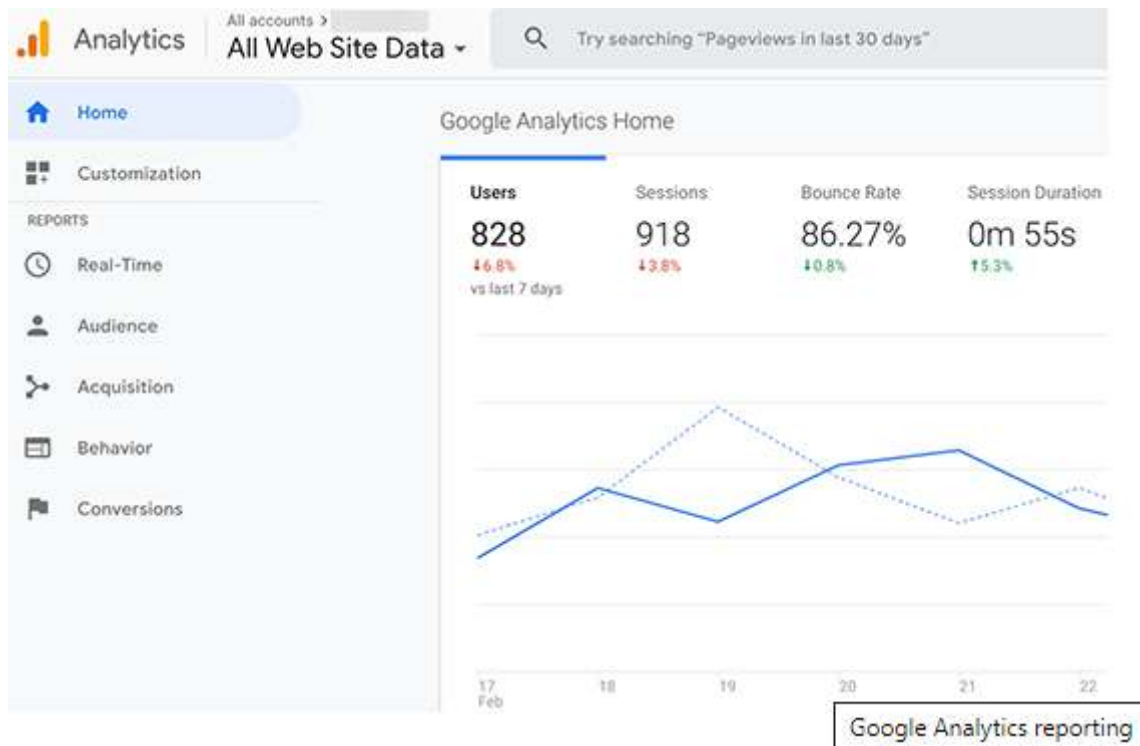 Analytics
All accounts >
All Web Site Data
Try searching "Pageviews in last 30 days"
Home
Customization
REPORTS
Real-Time
Audience
Acquisition
Behavior
Conversions
Google Analytics Home
Users
Sessions
Bounce Rate
Session Duration
828
918
86.27%
0m 55s
↓6.8%
↓3.8%
↓0.8%
↑5.3%
vs last 7 days
17
Feb
18
19
20
21
22
Google Analytics reporting